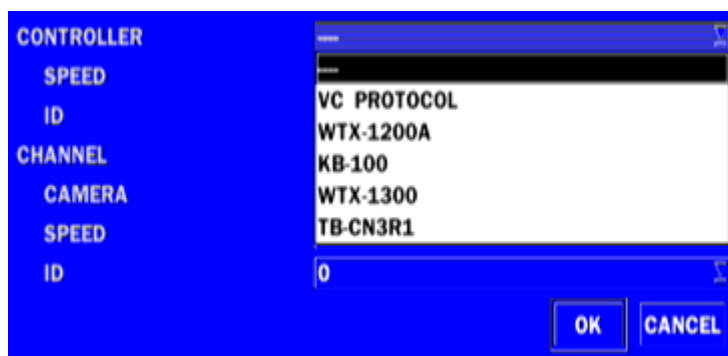 CONTROLLER ----
SPEED ----
ID VC PROTOCOL
WTX-1200A
CHANNEL KB-100
CAMERA WTX-1300
SPEED TB-CN3R1
ID 0
OK CANCEL